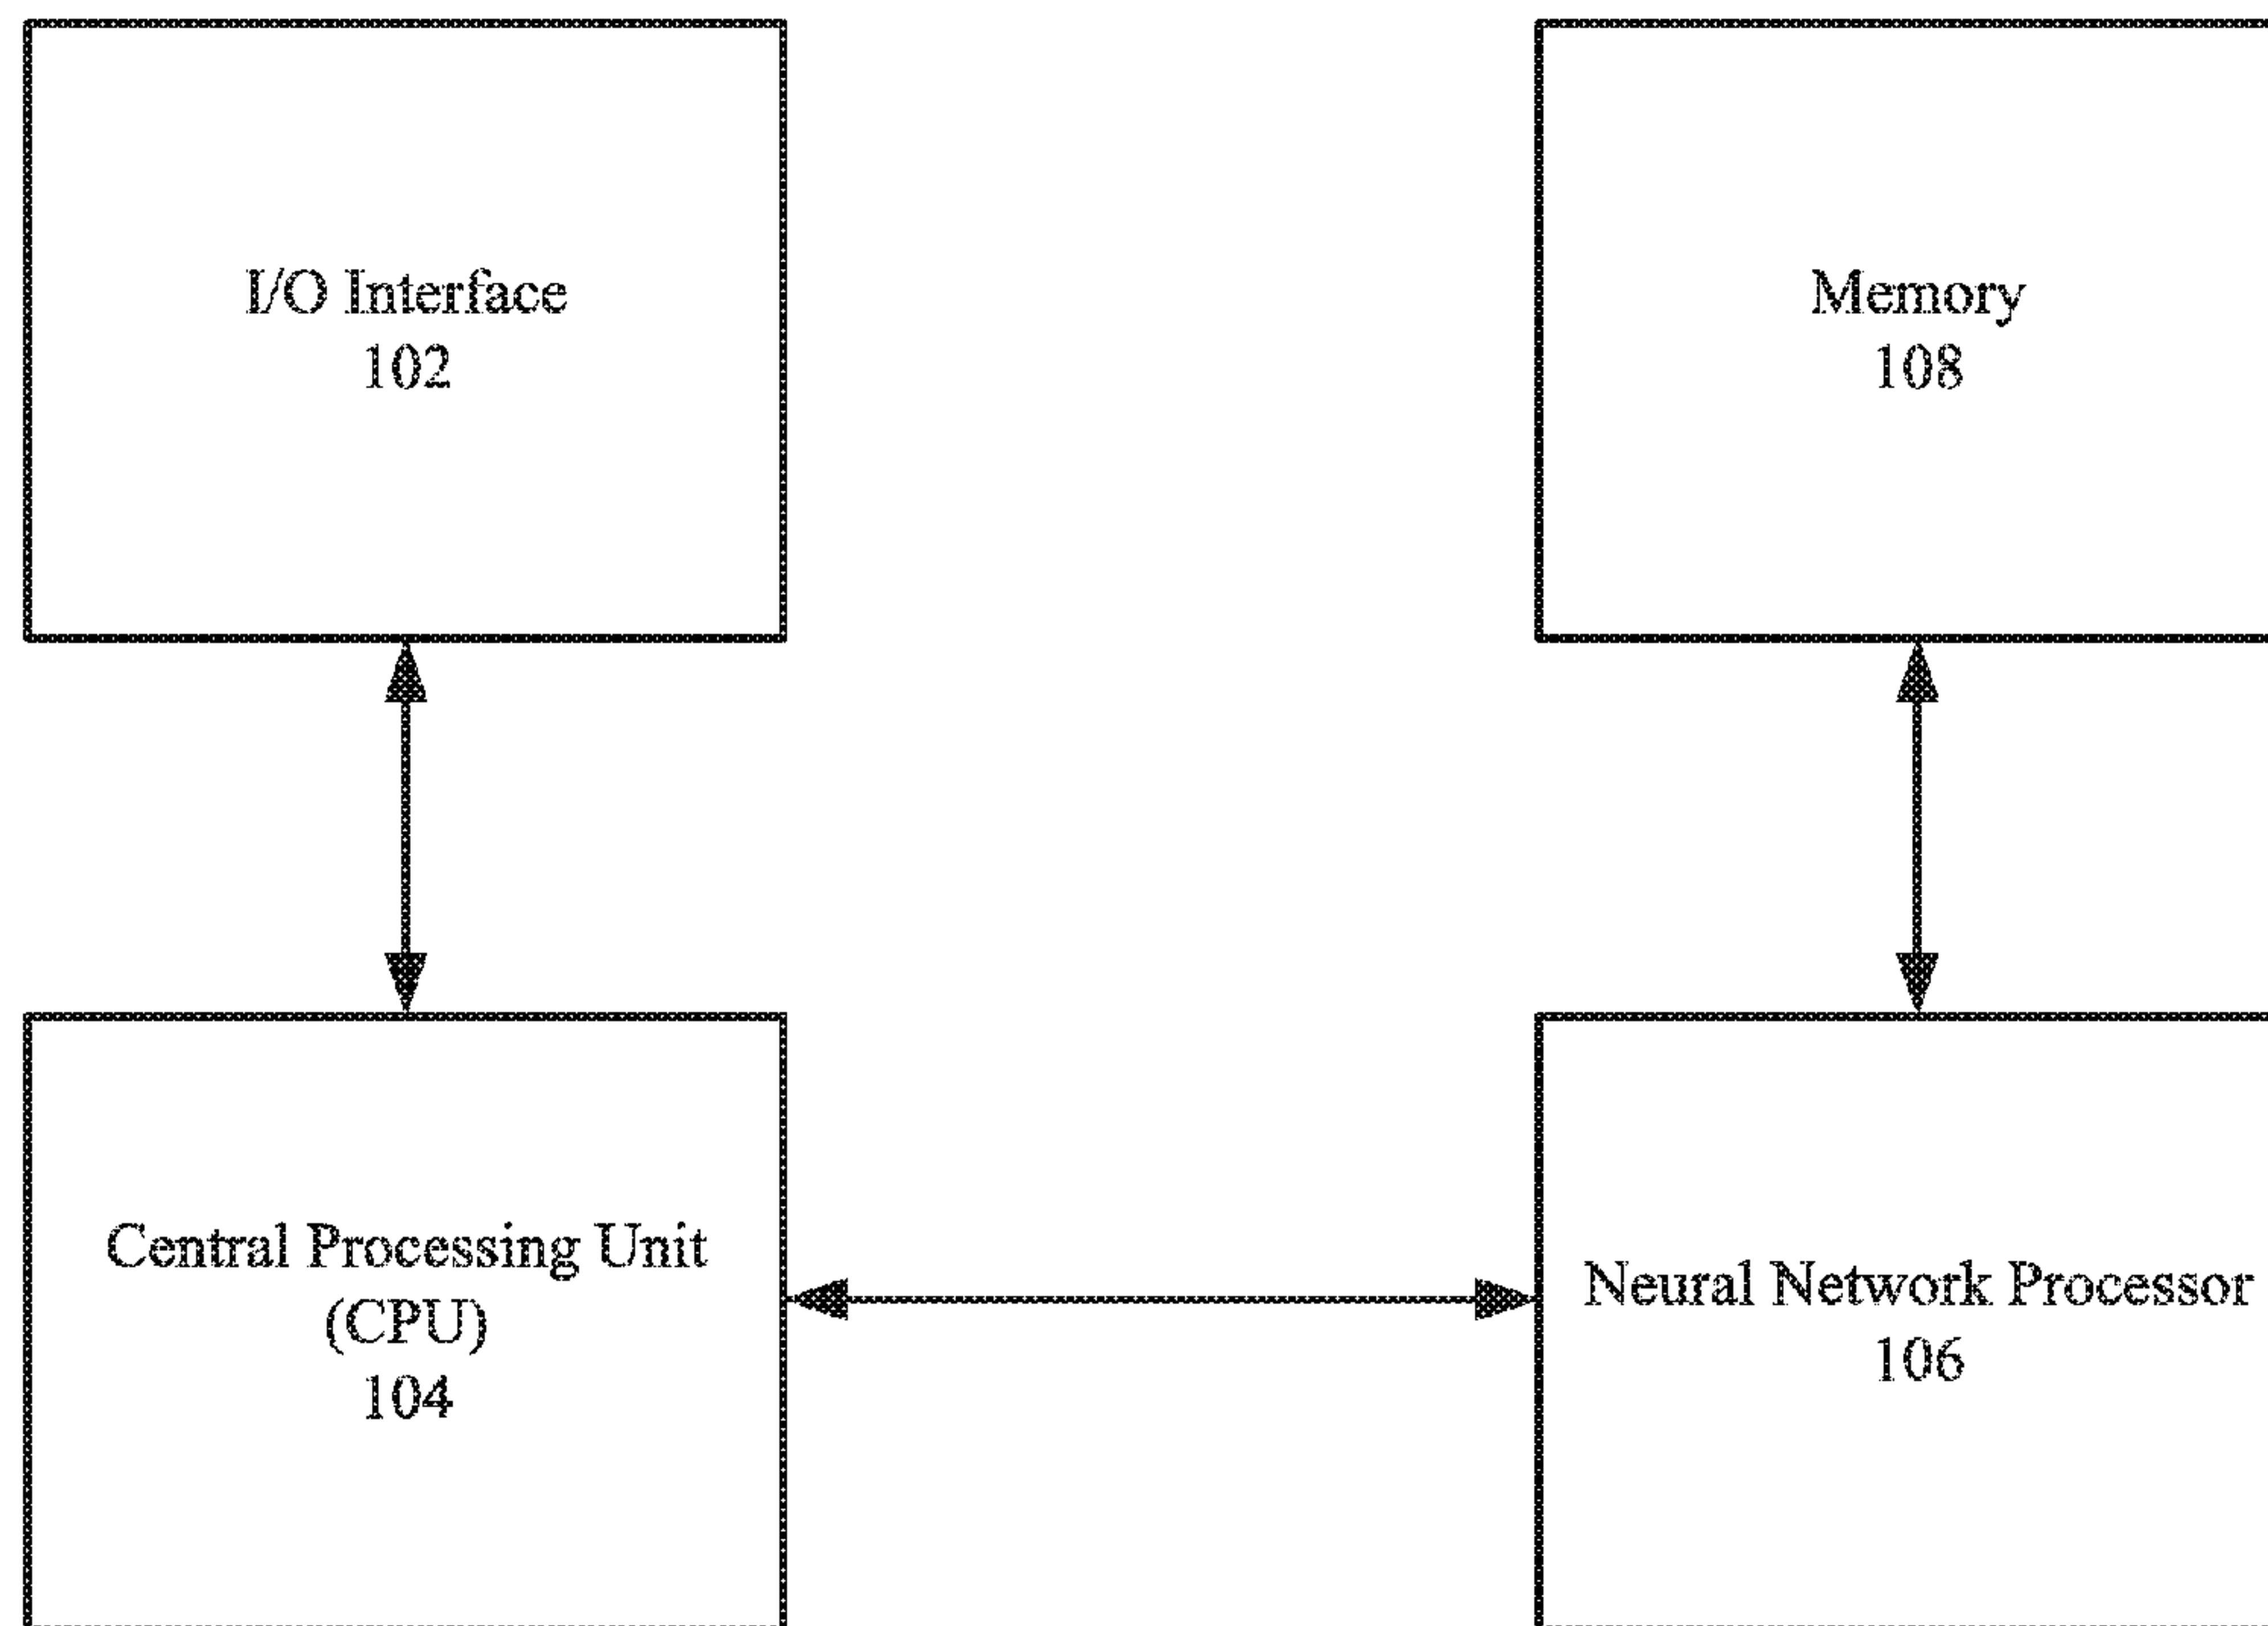 I/O Interface
102
Memory
108
Central Processing Unit
(CPU)
104
Neural Network Processor
106